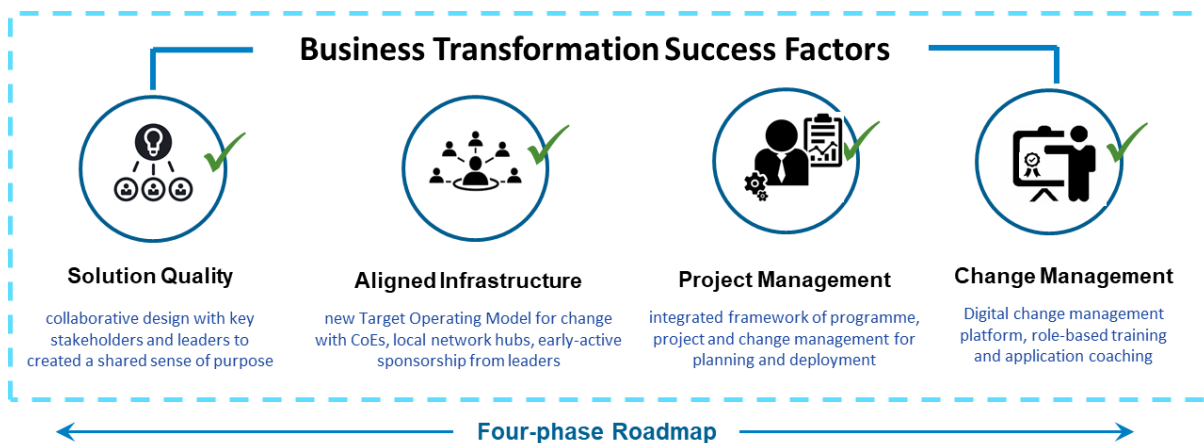 Business Transformation Success Factors
Solution Quality
collaborative design with key
stakeholders and leaders to
created a shared sense of purpose
Aligned Infrastructure
new Target Operating Model for change
with CoEs, local network hubs, early-active
sponsorship from leaders
Project Management
integrated framework of programme,
project and change management for
planning and deployment
Change Management
Digital change management
platform, role-based training
and application coaching
Four-phase Roadmap